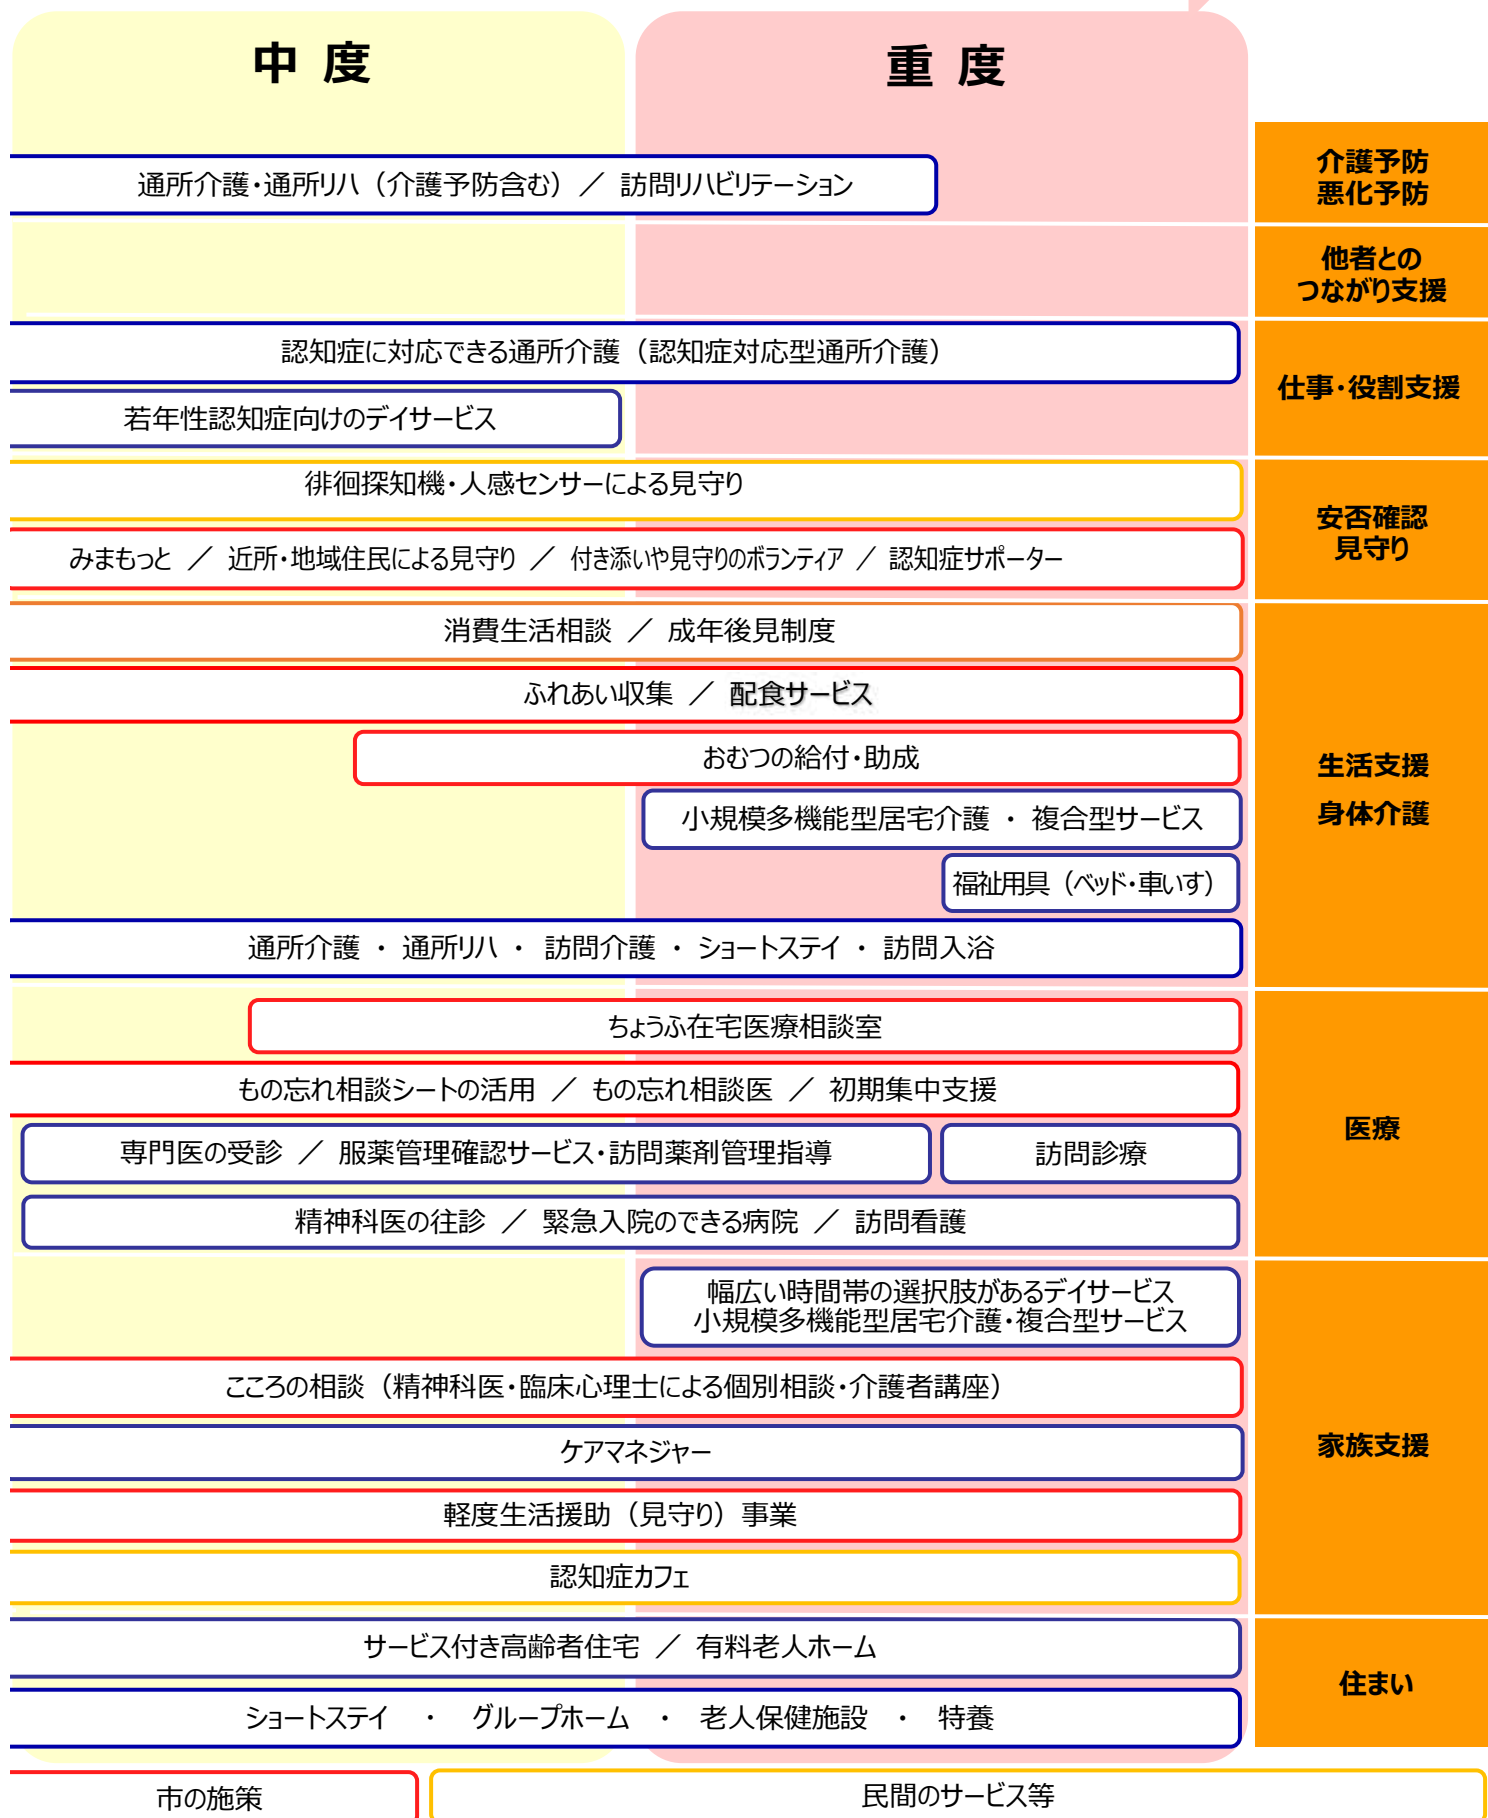 中 度
重 度
介護予防
悪化予防
通所介護・通所リハ（介護予防含む）／ 訪問リハビリテーション
他者との
つながり支援
認知症に対応できる通所介護（認知症対応型通所介護）
仕事・役割支援
若年性認知症向けのデイサービス
徘徊探知機・人感センサーによる見守り
安否確認
見守り
みまもっと ／ 近所・地域住民による見守り ／ 付き添いや見守りのボランティア ／ 認知症サポーター
消費生活相談 ／ 成年後見制度
ふれあい収集 ／ 配食サービス
おむつの給付・助成
生活支援
身体介護
小規模多機能型居宅介護 ・ 複合型サービス
福祉用具（ベッド・車いす）
通所介護 ・ 通所リハ ・ 訪問介護 ・ ショートステイ ・ 訪問入浴
ちょうふ在宅医療相談室
もの忘れ相談シートの活用 ／ もの忘れ相談医 ／ 初期集中支援
医療
専門医の受診 ／ 服薬管理確認サービス・訪問薬剤管理指導
訪問診療
精神科医の往診 ／ 緊急入院のできる病院 ／ 訪問看護
幅広い時間帯の選択肢があるデイサービス
小規模多機能型居宅介護・複合型サービス
こころの相談（精神科医・臨床心理士による個別相談・介護者講座）
ケアマネジャー
家族支援
軽度生活援助（見守り）事業
認知症カフェ
サービス付き高齢者住宅 ／ 有料老人ホーム
住まい
ショートステイ ・ グループホーム ・ 老人保健施設 ・ 特養
市の施策
民間のサービス等